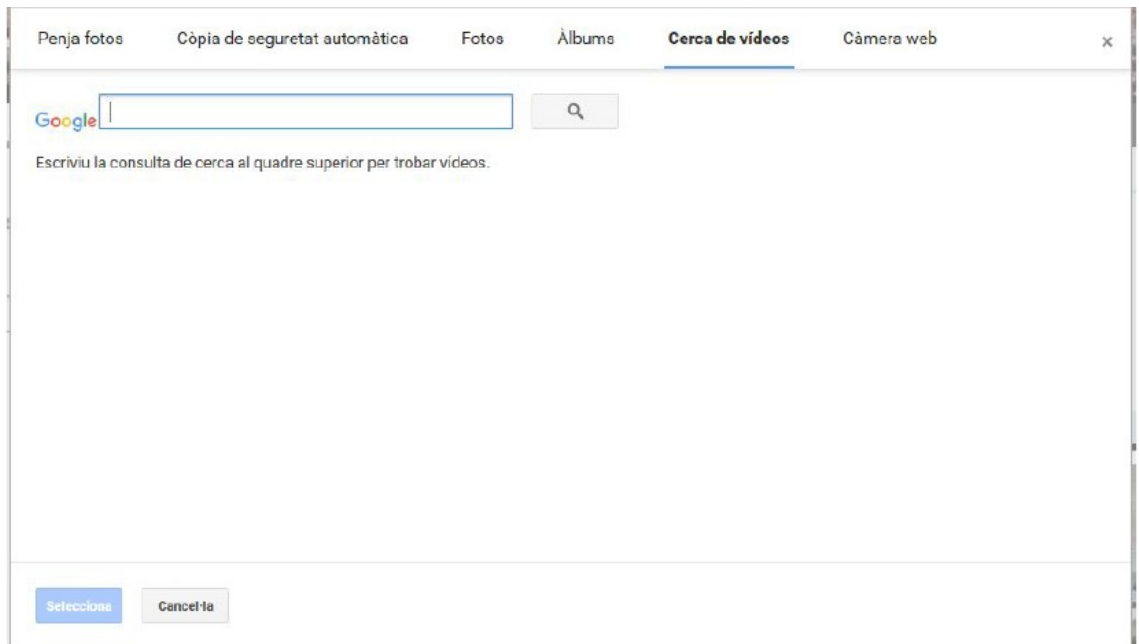 Penja fotos Còpia de seguretat automàtica Fotos Àlbums Cerca de vídeos Càmera web ×
Google
Escriviu la consulta de cerca al quadre superior per trobar vídeos.
Selecciona Cancel·la